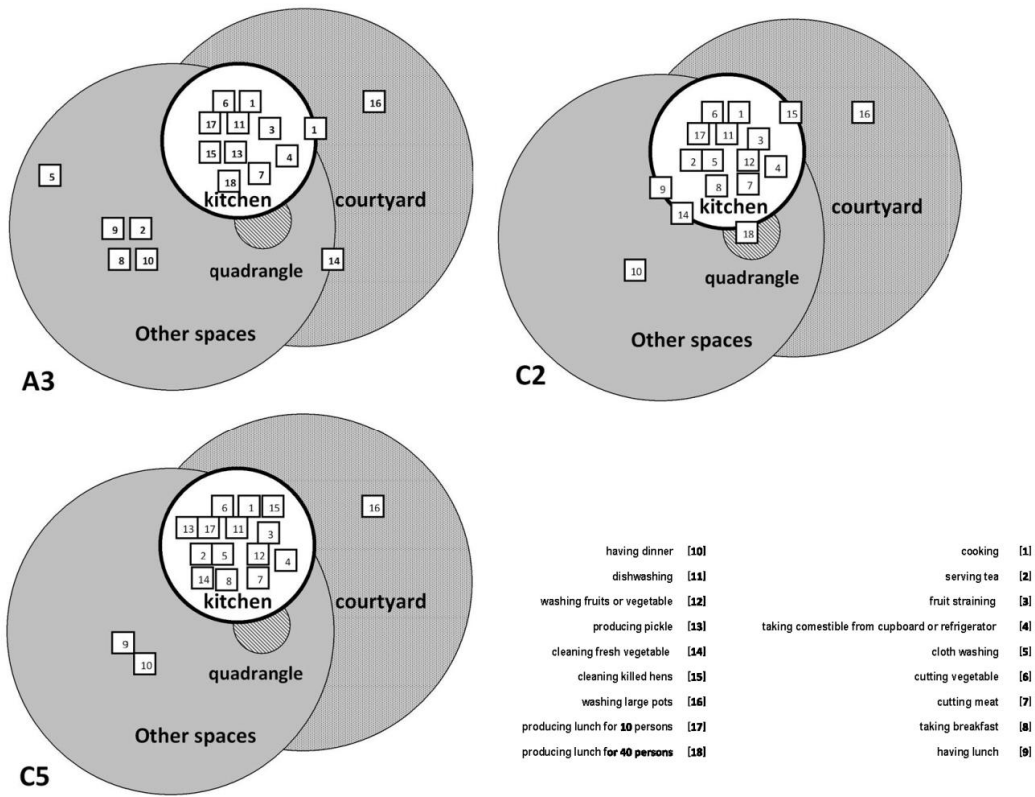 6 1 16
17 11 3 1
15 13 4
5 7
18
kitchen courtyard
9 2
8 10 14
quadrangle
Other spaces
A3
6 1 15 16
17 11 3
2 5 12 4
9 8 7
14 kitchen courtyard
18
10 quadrangle
Other spaces
C2
6 1 15 16
13 17 11 3
2 5 12 4
14 8 7
kitchen courtyard
9
10 quadrangle
Other spaces
C5
having dinner [10] cooking [1]
dishwashing [11] serving tea [2]
washing fruits or vegetable [12] fruit straining [3]
producing pickle [13] taking comestible from cupboard or refrigerator [4]
cleaning fresh vegetable [14] cloth washing [5]
cleaning killed hens [15] cutting vegetable [6]
washing large pots [16] cutting meat [7]
producing lunch for 10 persons [17] taking breakfast [8]
producing lunch for 40 persons [18] having lunch [9]